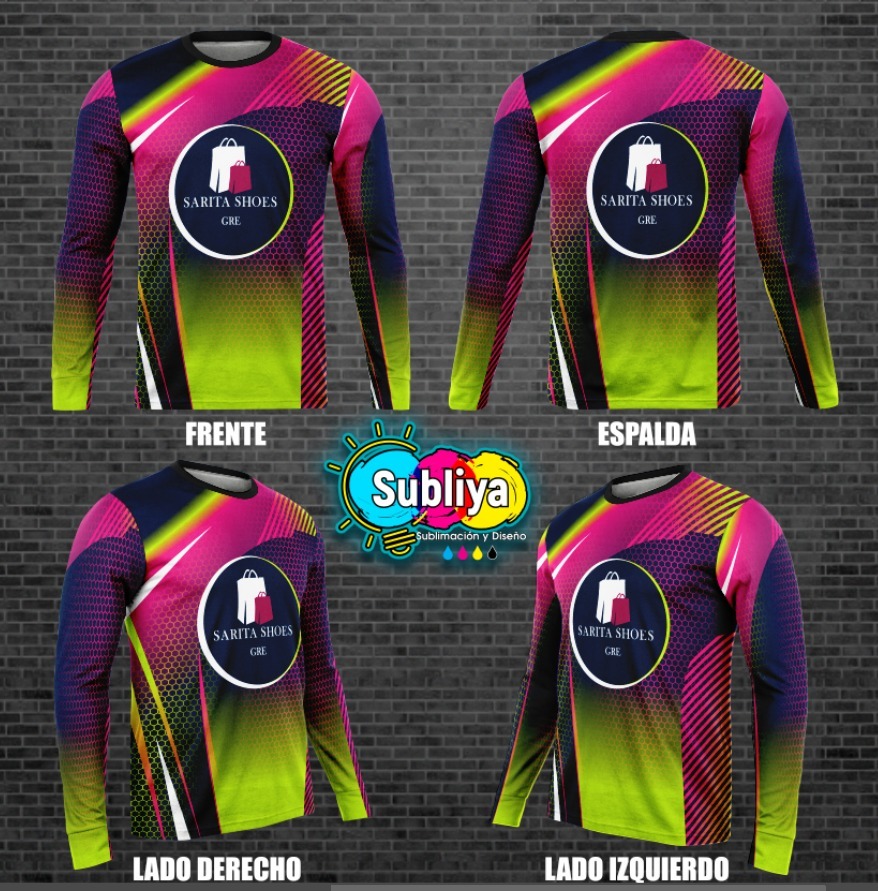 SARITA SHOES
GRE
SARITA SHOES
GRE
FRENTE
ESPALDA
Subliya
Sublimación y Diseño
SARITA SHOES
GRE
SARITA SHOES
GRE
LADO DERECHO
LADO IZQUIERDO